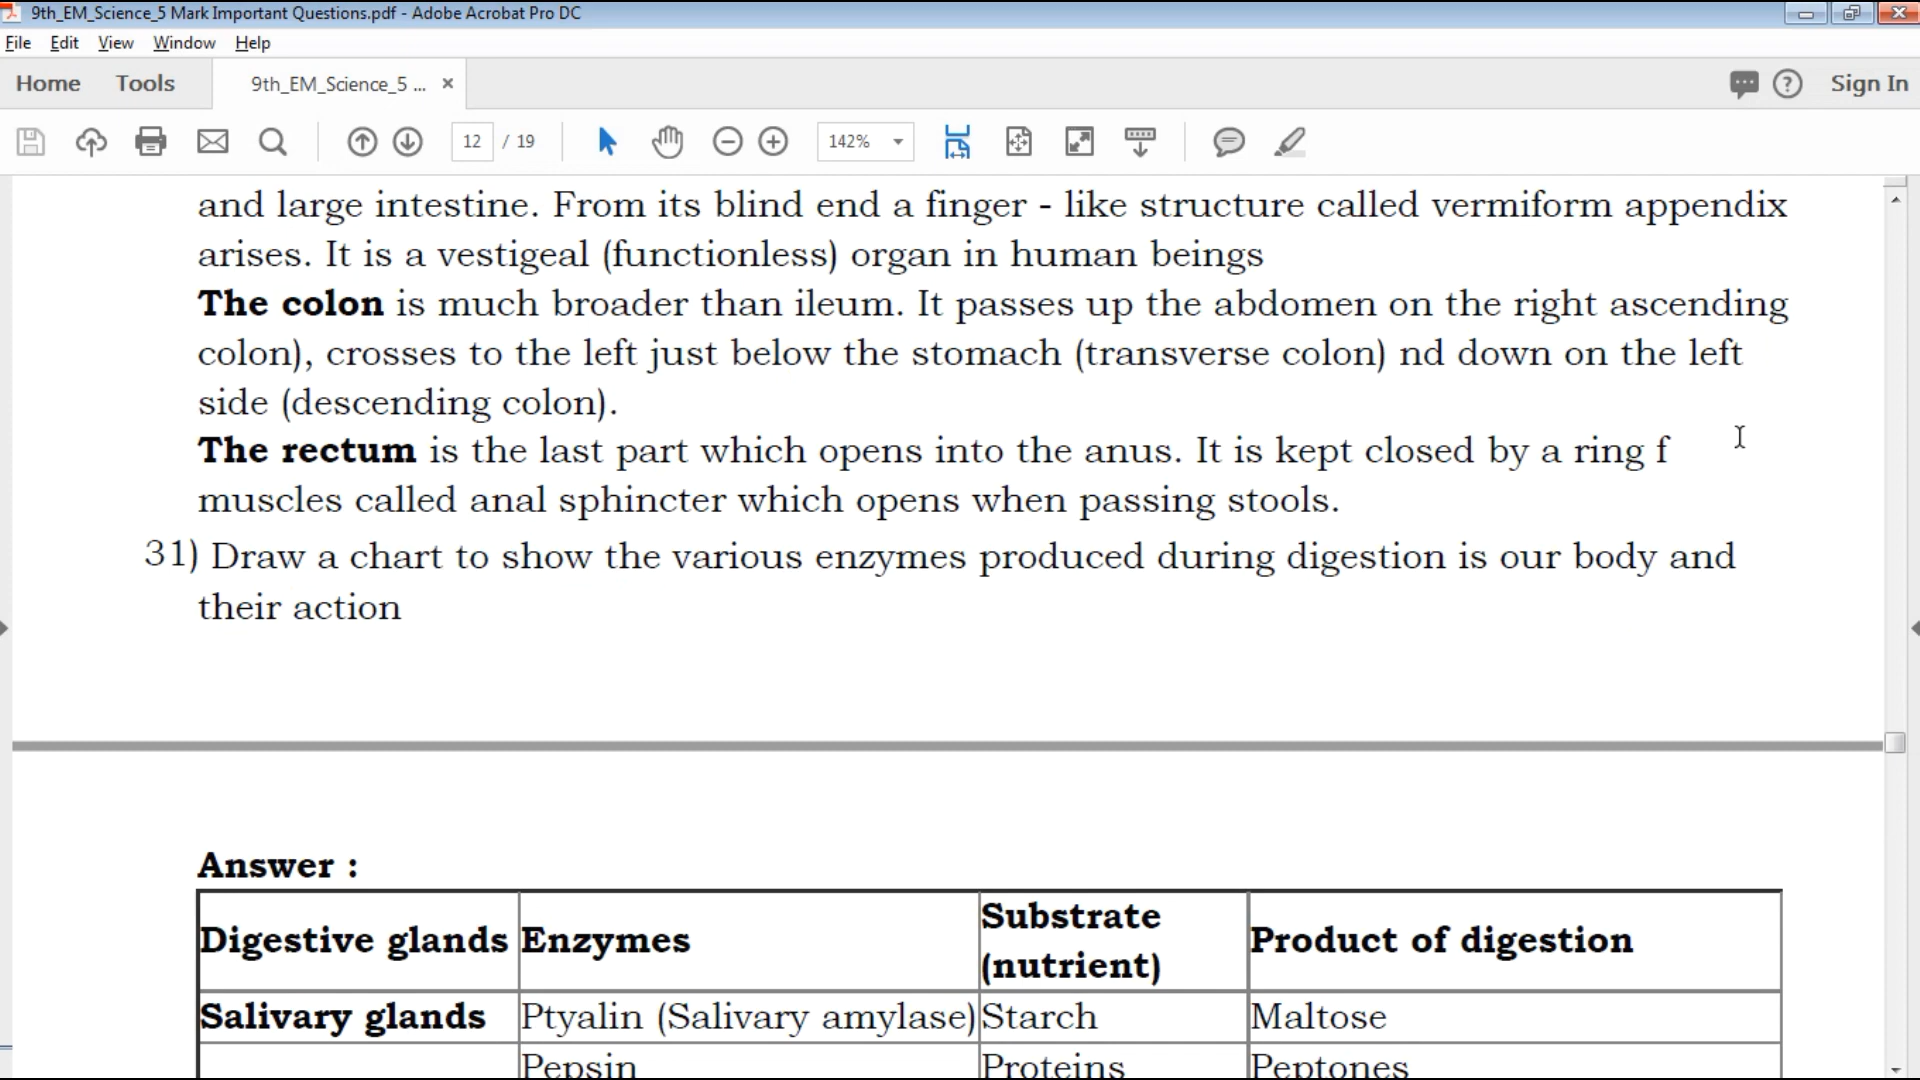 9th_EM_Science_5 Mark Important Questions.pdf - Adobe Acrobat Pro DC
File Edit View Window Help
Home Tools 9th_EM_Science_5 ... × Sign In
12 / 19 142%
and large intestine. From its blind end a finger - like structure called vermiform appendix
arises. It is a vestigeal (functionless) organ in human beings
The colon is much broader than ileum. It passes up the abdomen on the right ascending
colon), crosses to the left just below the stomach (transverse colon) nd down on the left
side (descending colon).
The rectum is the last part which opens into the anus. It is kept closed by a ring f
muscles called anal sphincter which opens when passing stools.
31) Draw a chart to show the various enzymes produced during digestion is our body and
their action
Answer :
Digestive glands Enzymes Substrate (nutrient) Product of digestion
Salivary glands Ptyalin (Salivary amylase) Starch Maltose
Pepsin Proteins Peptones